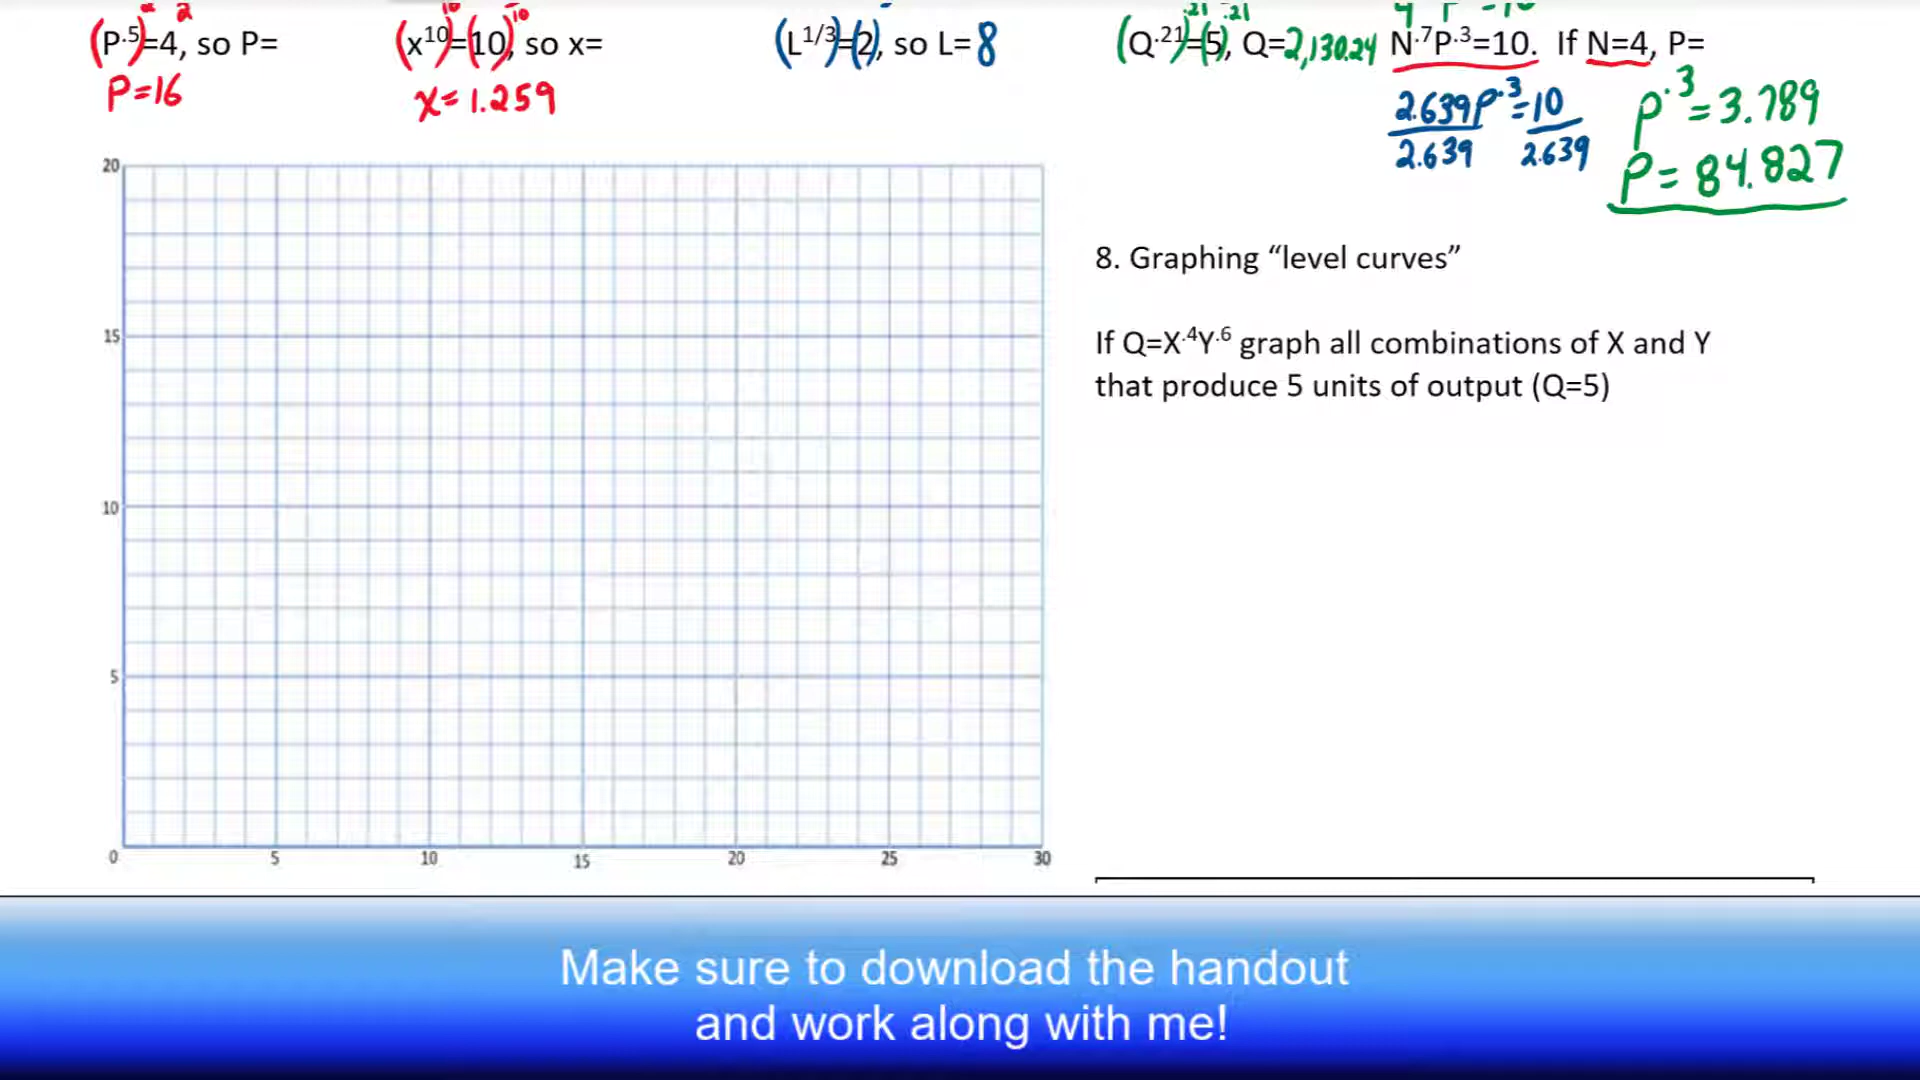 (P^.5)=4, so P=
P=16
(x^10)=(10), so x=
x=1.259
(L^1/3)=(2), so L=8
(Q^.21)=(5), Q=2,130.24
N^.7P^.3=10. If N=4, P=
2.639P^.3=10
2.639 2.639
P^.3=3.789
P=84.827
20
15
10
5
0 5 10 15 20 25 30
8. Graphing “level curves”
If Q=X^.4Y^.6 graph all combinations of X and Y
that produce 5 units of output (Q=5)
Make sure to download the handout
and work along with me!